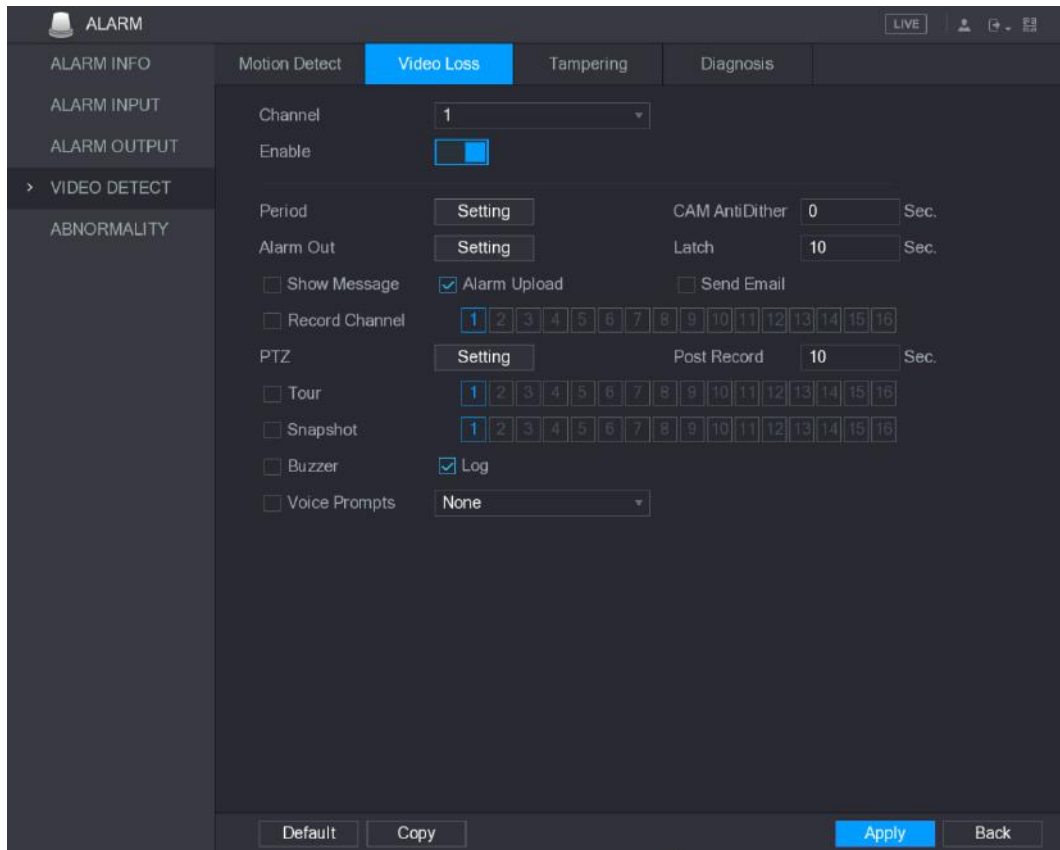 ALARM LIVE
ALARM INFO
ALARM INPUT
ALARM OUTPUT
> VIDEO DETECT
ABNORMALITY
Motion Detect Video Loss Tampering Diagnosis
Channel 1
Enable
Period Setting CAM AntiDither 0 Sec.
Alarm Out Setting Latch 10 Sec.
Show Message Alarm Upload Send Email
Record Channel 1 2 3 4 5 6 7 8 9 10 11 12 13 14 15 16
PTZ Setting Post Record 10 Sec.
Tour 1 2 3 4 5 6 7 8 9 10 11 12 13 14 15 16
Snapshot 1 2 3 4 5 6 7 8 9 10 11 12 13 14 15 16
Buzzer Log
Voice Prompts None
Default Copy Apply Back